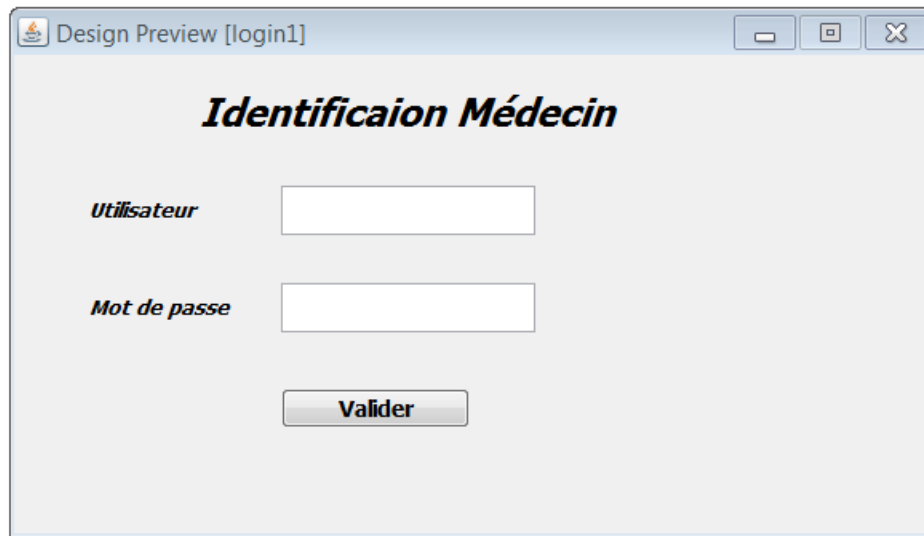 Design Preview [login1]
Identificaion Médecin
Utilisateur
Mot de passe
Valider